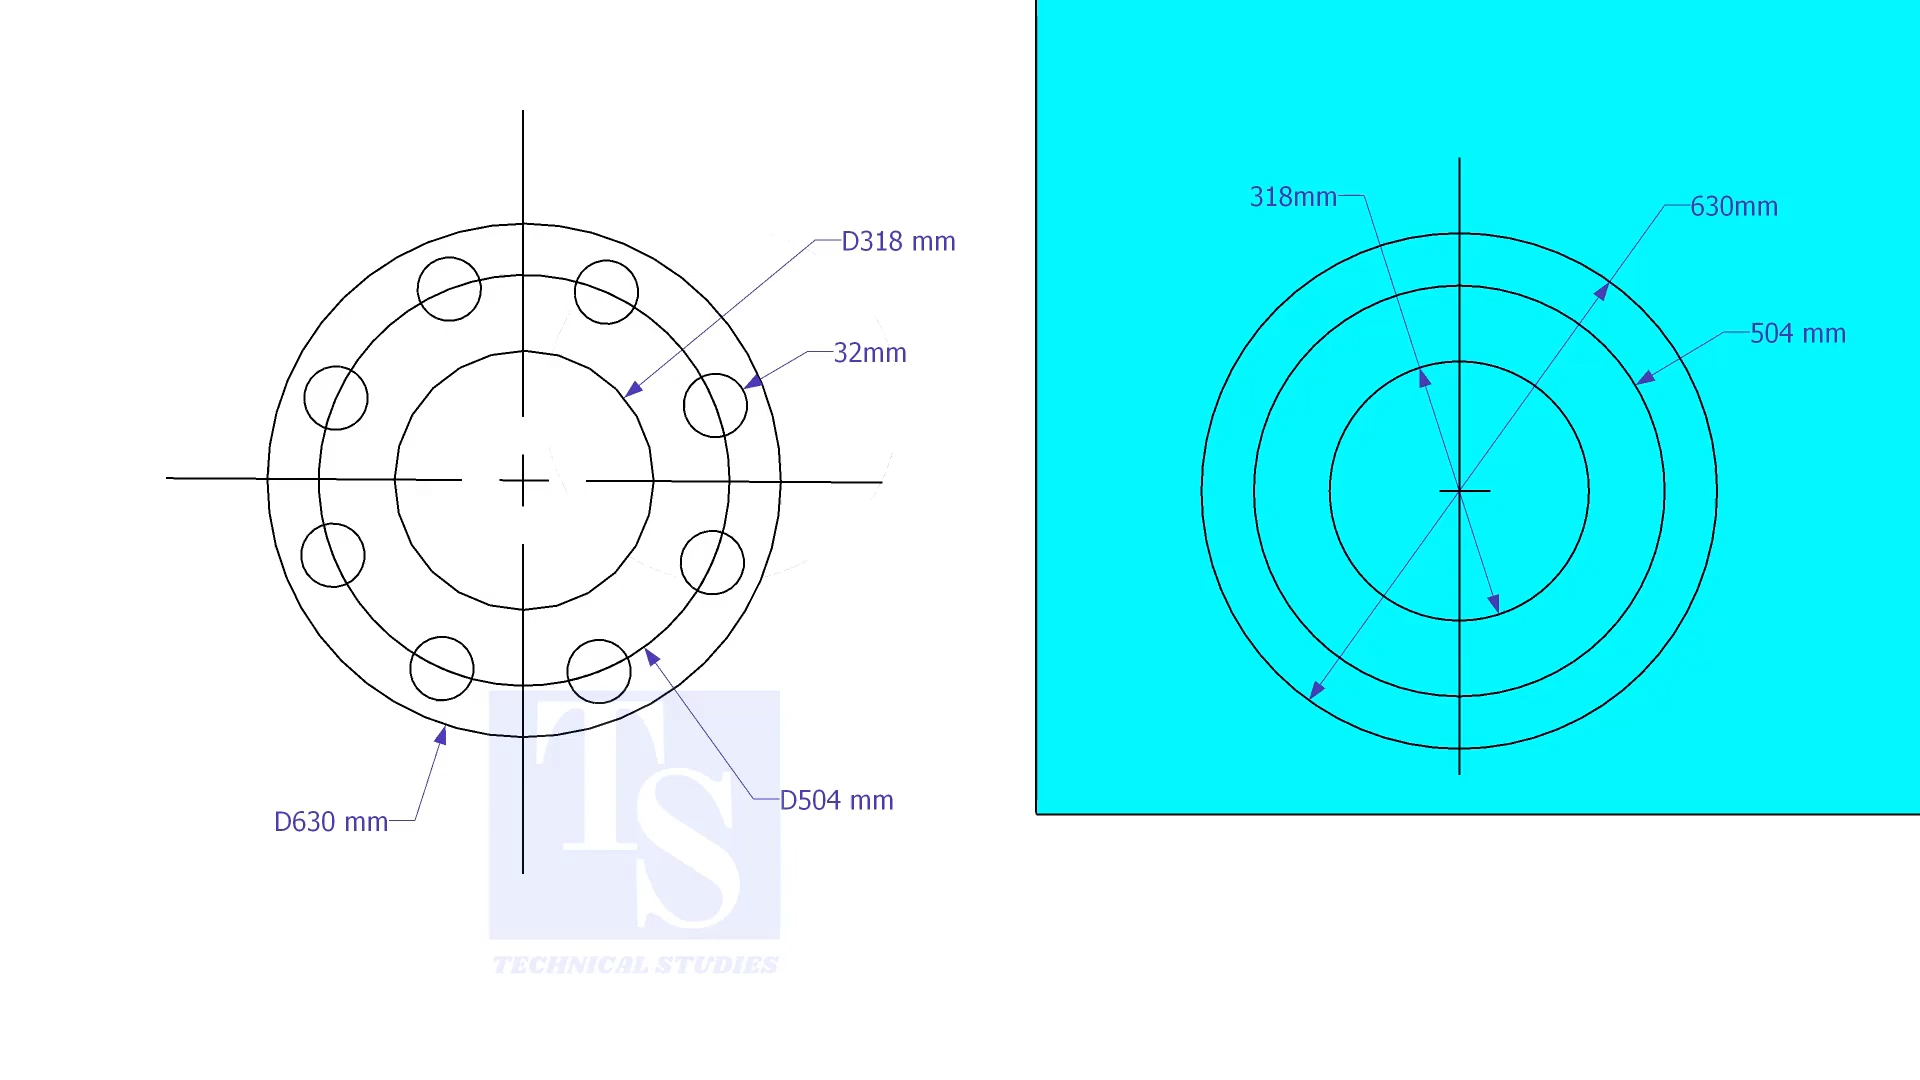 D318 mm
32mm
D504 mm
D630 mm
TS
TECHNICAL STUDIES
318mm
630mm
504 mm